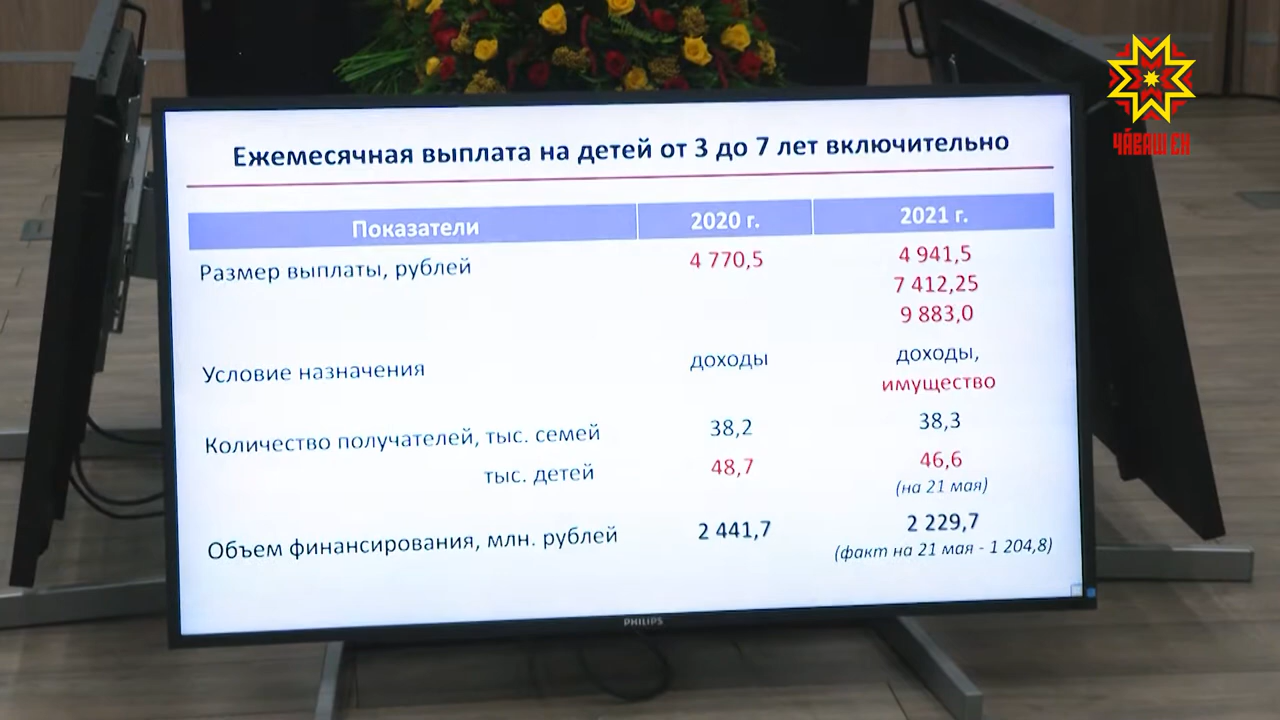 ЧӐВАШ ЕН
Ежемесячная выплата на детей от 3 до 7 лет включительно
Показатели 2020 г. 2021 г.
Размер выплаты, рублей 4 770,5 4 941,5
7 412,25
9 883,0
Условие назначения доходы доходы,
имущество
Количество получателей, тыс. семей 38,2 38,3
тыс. детей 48,7 46,6
(на 21 мая)
Объем финансирования, млн. рублей 2 441,7 2 229,7
(факт на 21 мая - 1 204,8)
PHILIPS